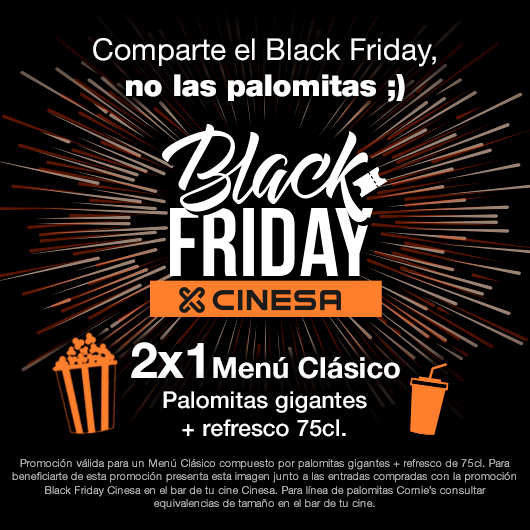 Comparte el Black Friday,
no las palomitas ;)
Black
FRIDAY
CINESA
2x1 Menú Clásico
Palomitas gigantes
+ refresco 75cl.
Promoción válida para un Menú Clásico compuesto por palomitas gigantes + refresco de 75cl. Para
beneficiarte de esta promoción presenta esta imagen junto a las entradas compradas con la promoción
Black Friday Cinesa en el bar de tu cine Cinesa. Para línea de palomitas Cornie's consultar
equivalencias de tamaño en el bar de tu cine.